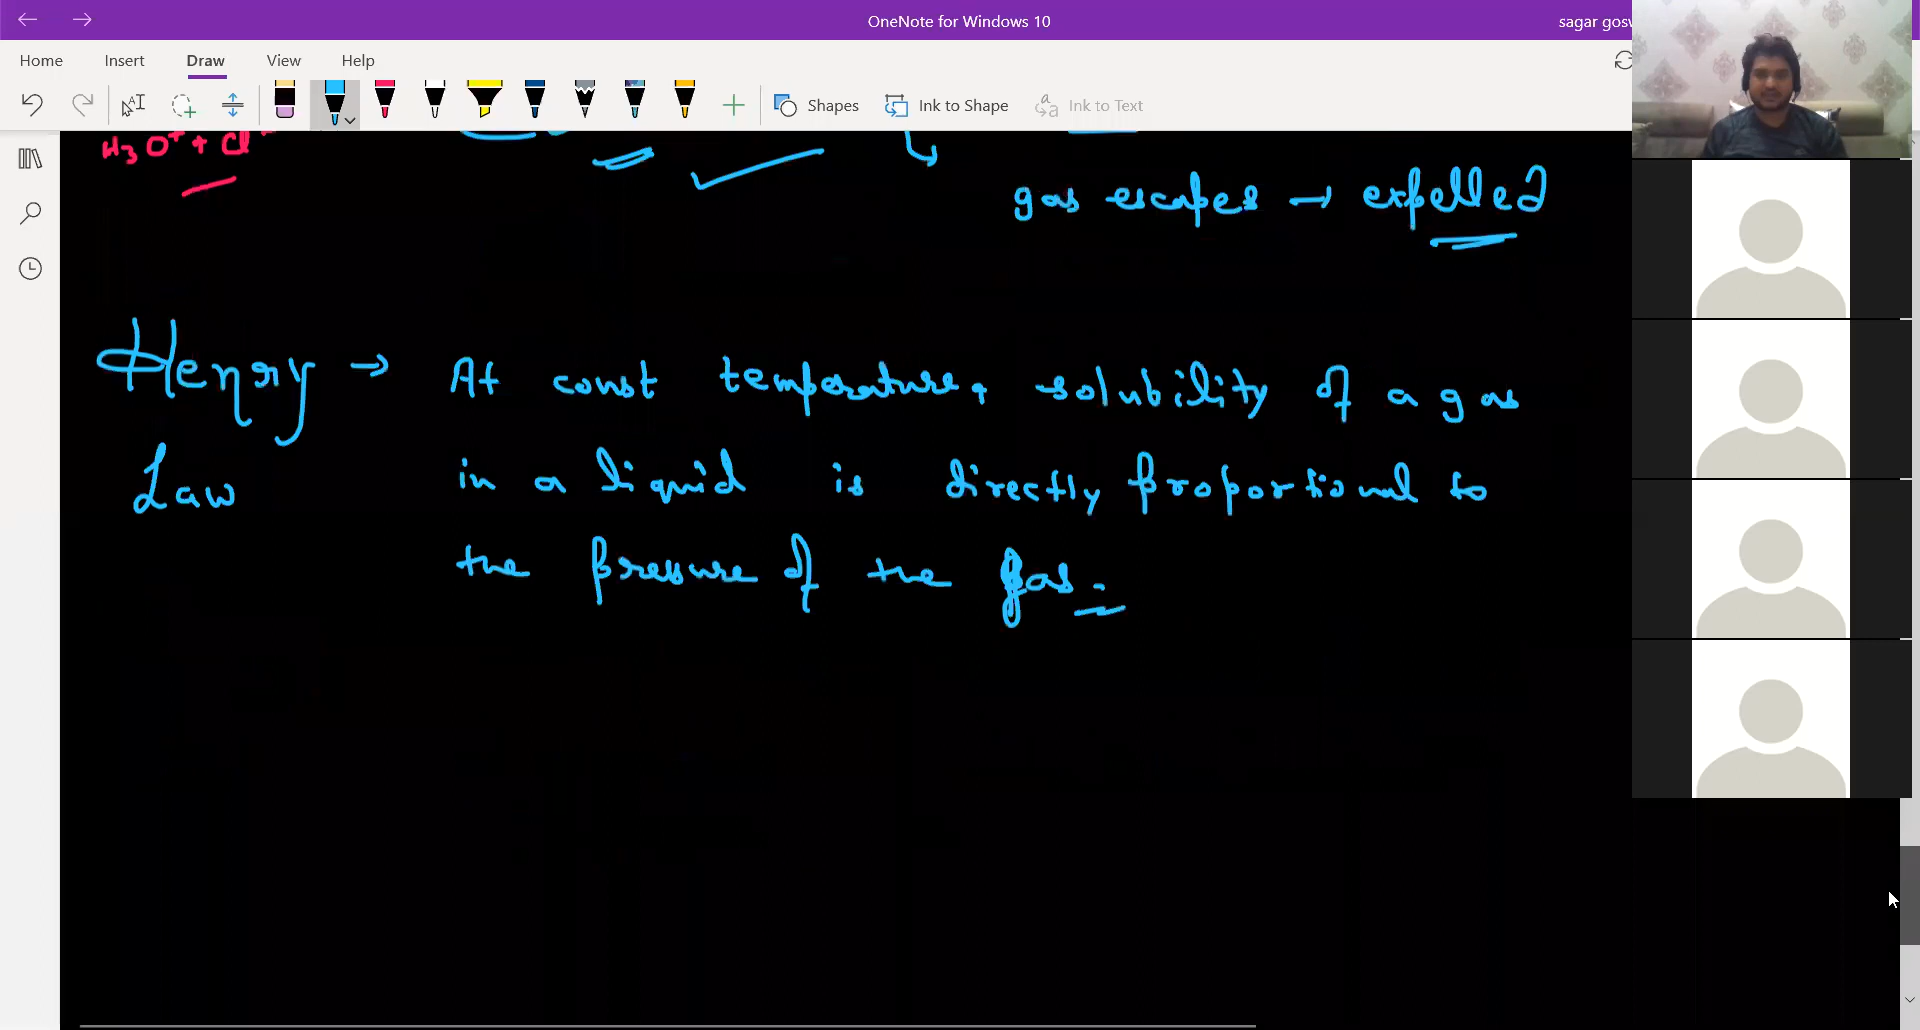 OneNote for Windows 10
sagar gosw
Home Insert Draw View Help
Shapes Ink to Shape Ink to Text
H3O+ + Cl-
gas escapes → expelled
Henry → At const temperature, solubility of a gas
Law in a liquid is directly proportional to
the pressure of the gas.